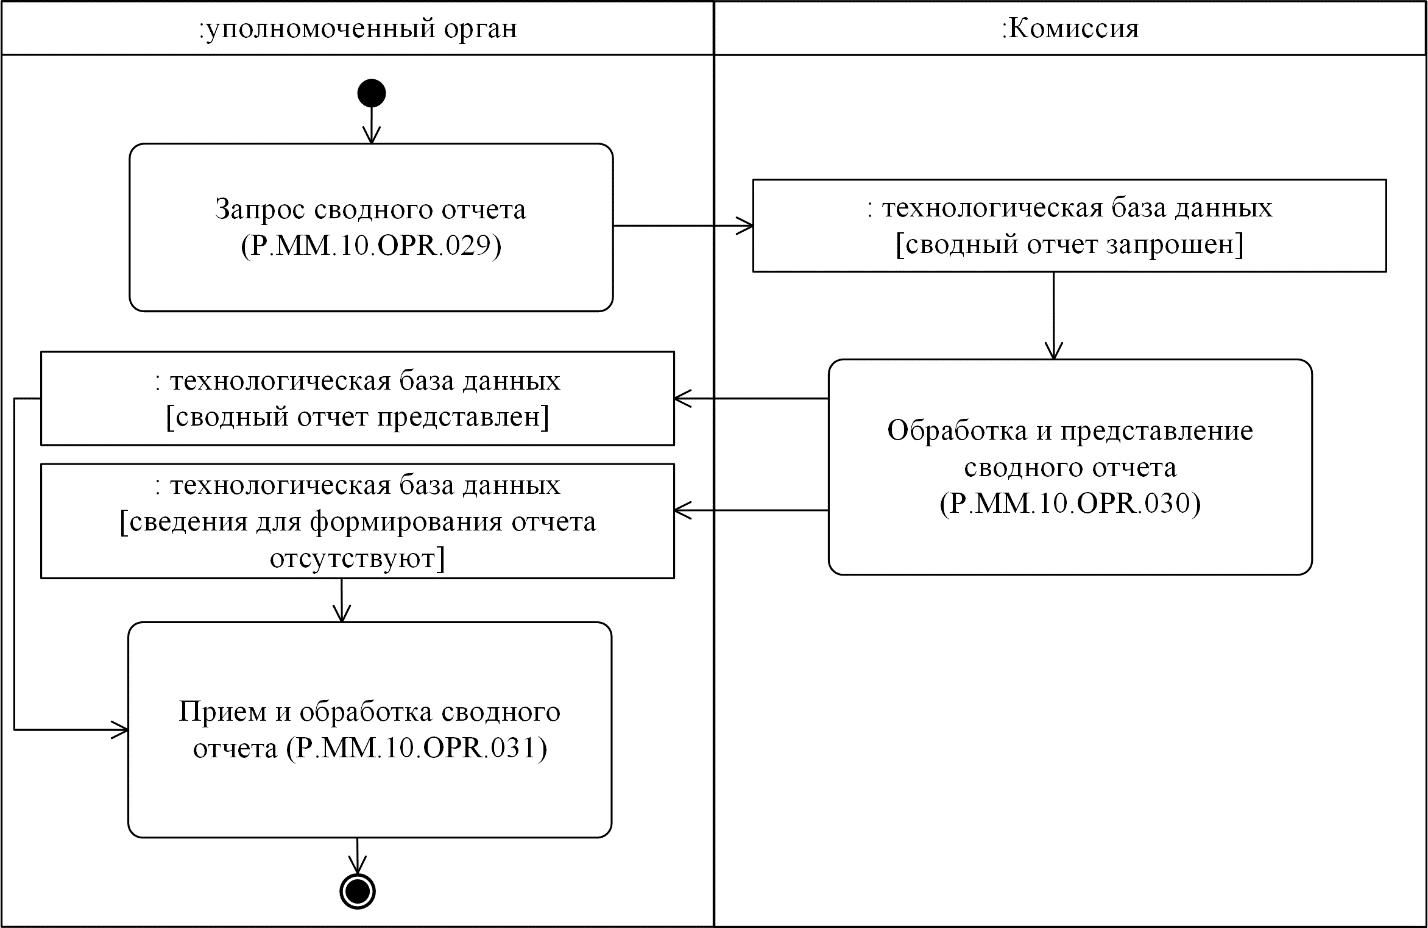 :уполномоченный орган
:Комиссия
Запрос сводного отчета
(P.MM.10.OPR.029)
: технологическая база данных
[сводный отчет запрошен]
: технологическая база данных
[сводный отчет представлен]
Обработка и представление
сводного отчета
(P.MM.10.OPR.030)
: технологическая база данных
[сведения для формирования отчета
отсутствуют]
Прием и обработка сводного
отчета (P.MM.10.OPR.031)